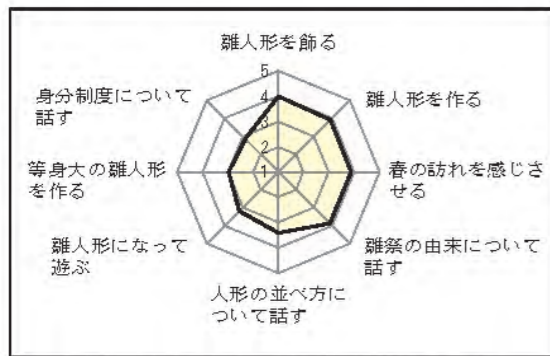 雛人形を飾る
雛人形を作る
春の訪れを感じさ
せる
雛祭の由来について
話す
人形の並べ方に
ついて話す
雛人形になって
遊ぶ
等身大の雛人形
を作る
身分制度について
話す
5
4
3
2
1